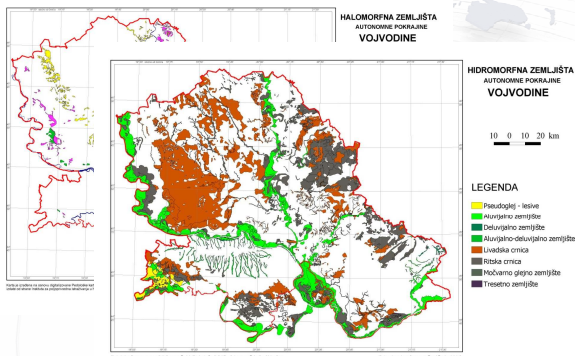 HALOMORFNA ZEMLJIŠTA
AUTONOMNE POKRAJINE
VOJVODINE
HIDROMORFNA ZEMLJIŠTA
AUTONOMNE POKRAJINE
VOJVODINE
10 0 10 20 km
LEGENDA
Pseudoglej - lesive
Aluvijalno zemljište
Deluvijalno zemljište
Aluvijalno-deluvijalno zemljište
Livadska crnica
Ritska crnica
Močvarno glejno zemljište
Tresetno zemljište